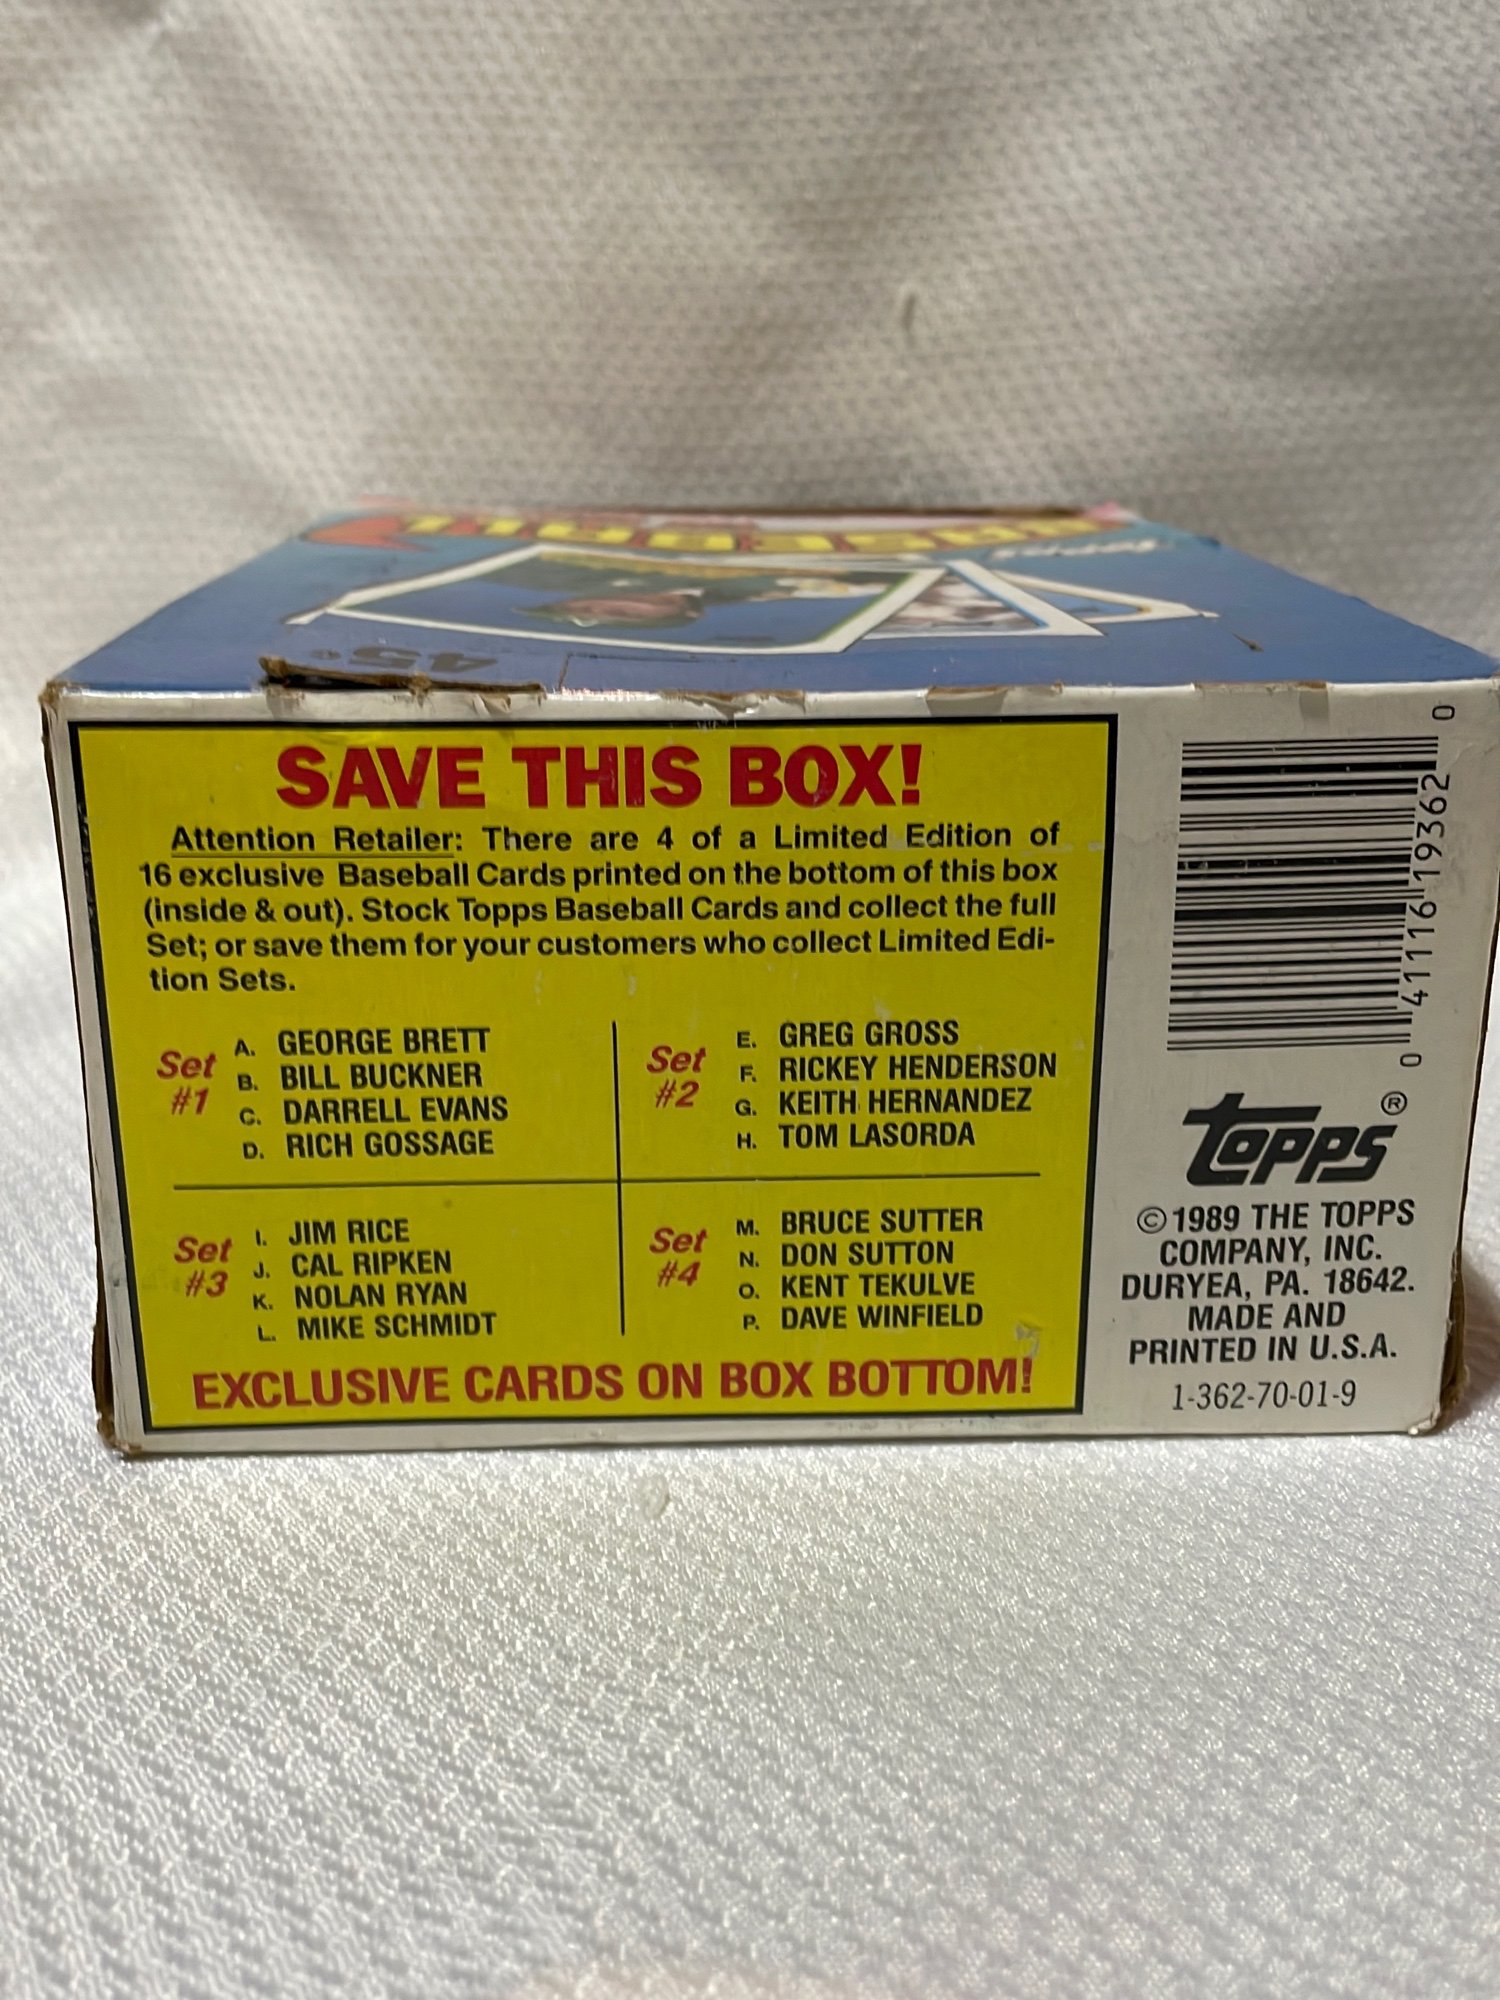 BASEBALL
topps
45¢
SAVE THIS BOX!
Attention Retailer: There are 4 of a Limited Edition of
16 exclusive Baseball Cards printed on the bottom of this box
(inside & out). Stock Topps Baseball Cards and collect the full
Set; or save them for your customers who collect Limited Edi-
tion Sets.
Set #1
A. GEORGE BRETT
B. BILL BUCKNER
C. DARRELL EVANS
D. RICH GOSSAGE
Set #2
E. GREG GROSS
F. RICKEY HENDERSON
G. KEITH HERNANDEZ
H. TOM LASORDA
Set #3
I. JIM RICE
J. CAL RIPKEN
K. NOLAN RYAN
L. MIKE SCHMIDT
Set #4
M. BRUCE SUTTER
N. DON SUTTON
O. KENT TEKULVE
P. DAVE WINFIELD
EXCLUSIVE CARDS ON BOX BOTTOM!
0 41116 19362 0
topps®
©1989 THE TOPPS
COMPANY, INC.
DURYEA, PA. 18642.
MADE AND
PRINTED IN U.S.A.
1-362-70-01-9